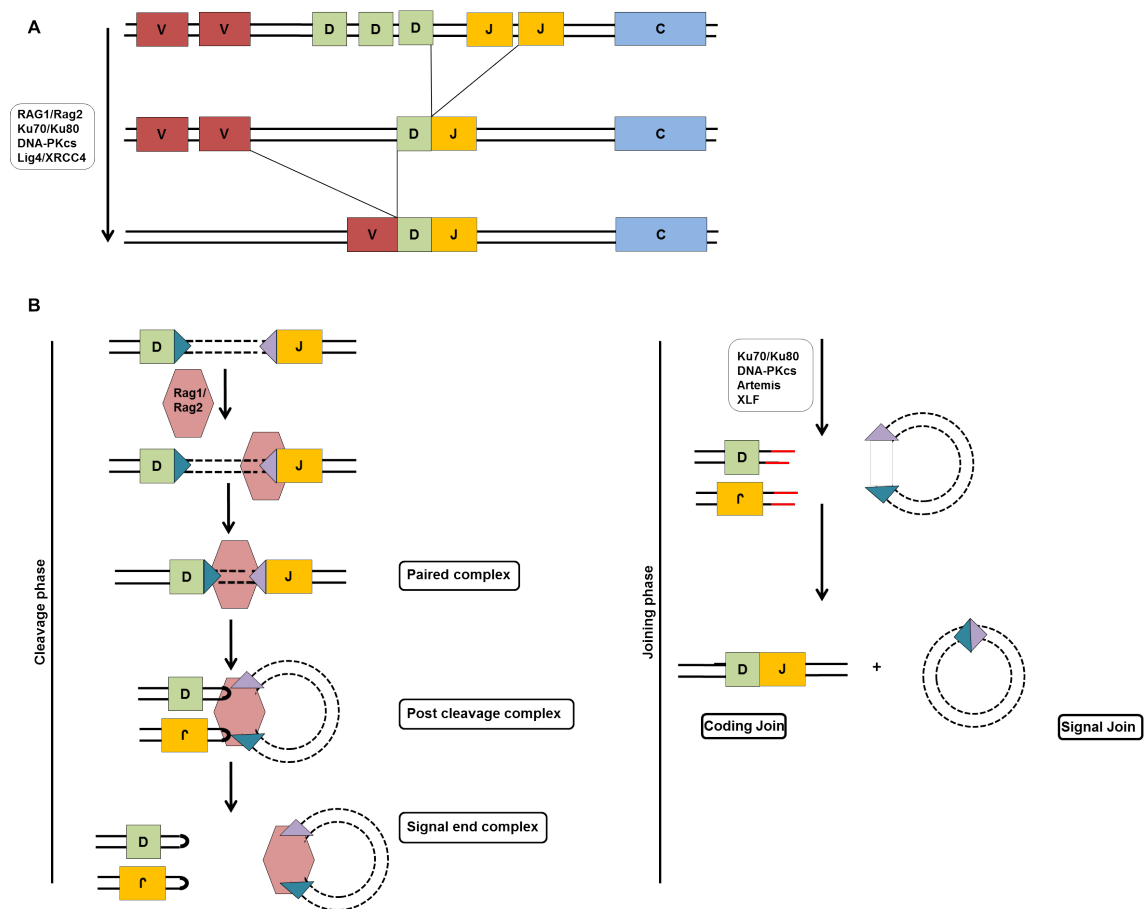 A
V V D D D J J C
RAG1/Rag2
Ku70/Ku80
DNA-PKcs
Lig4/XRCC4
V V D J C
V D J C
B
Cleavage phase
D J
Rag1/
Rag2
D J
D J
Paired complex
D
J
Post cleavage complex
D
J
Signal end complex
Joining phase
Ku70/Ku80
DNA-PKcs
Artemis
XLF
D
J
D J +
Coding Join
Signal Join